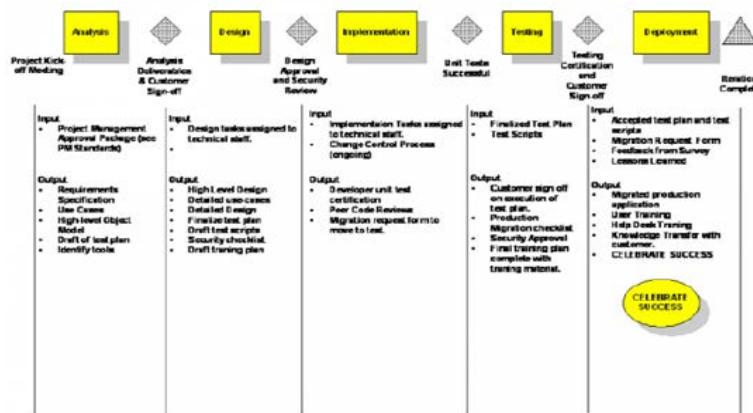 Analysis
Design
Implementation
Testing
Deployment
Project Kick-
off Meeting
Analysis
Deliverables
& Customer
Sign-off
Design
Approval
and Security
Review
Unit Tests
Successful
Testing
Certification
and
Customer
Sign-off
Iteration
Complete
Input
• Project Management
Approval Package (see
PM Standards)
Output
• Requirements
Specification
• Use Cases
• High-level Object
Model
• Draft of test plan
• Identify tools
Input
• Design tasks assigned to
technical staff.
•
Output
• High Level Design
• Detailed use-cases
• Detailed Design
• Finalize test plan
• Draft test scripts
• Security checklist
• Draft training plan
Input
• Implementation Tasks assigned
to technical staff.
• Change Control Process
(ongoing)
Output
• Developer unit test
certification
• Peer Code Reviews
• Migration request form to
move to test.
Input
• Finalized Test Plan
• Test Scripts
Output
• Customer sign off
on execution of
test plan.
• Production
Migration checklist
• Security Approval
• Final training plan
complete with
training material.
Input
• Accepted test plan and test
scripts
• Migration Request Form
• Feedback from Survey
• Lessons Learned
Output
• Migrated production
application
• User Training
• Help Desk Training
• Knowledge Transfer with
customer.
• CELEBRATE SUCCESS
CELEBRATE
SUCCESS